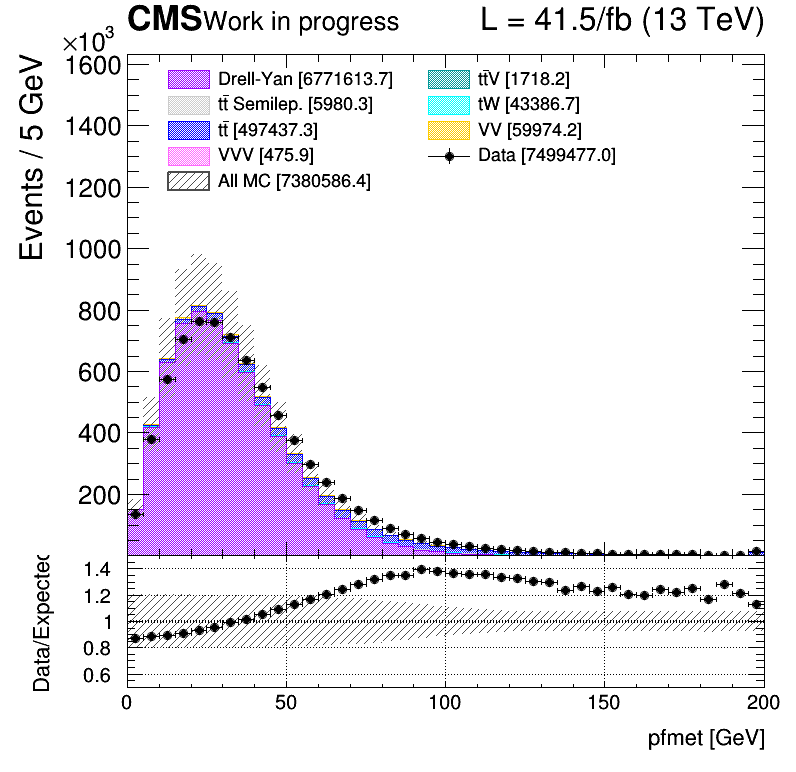 CMS Work in progress L = 41.5/fb (13 TeV)
×10³
Events / 5 GeV
1600
1400
1200
1000
800
600
400
200
Drell-Yan [6771613.7]
tt̄ Semilep. [5980.3]
tt̄ [497437.3]
VVV [475.9]
All MC [7380586.4]
tt̄V [1718.2]
tW [43386.7]
VV [59974.2]
Data [7499477.0]
Data/Expected
1.4
1.2
1
0.8
0.6
0 50 100 150 200
pfmet [GeV]